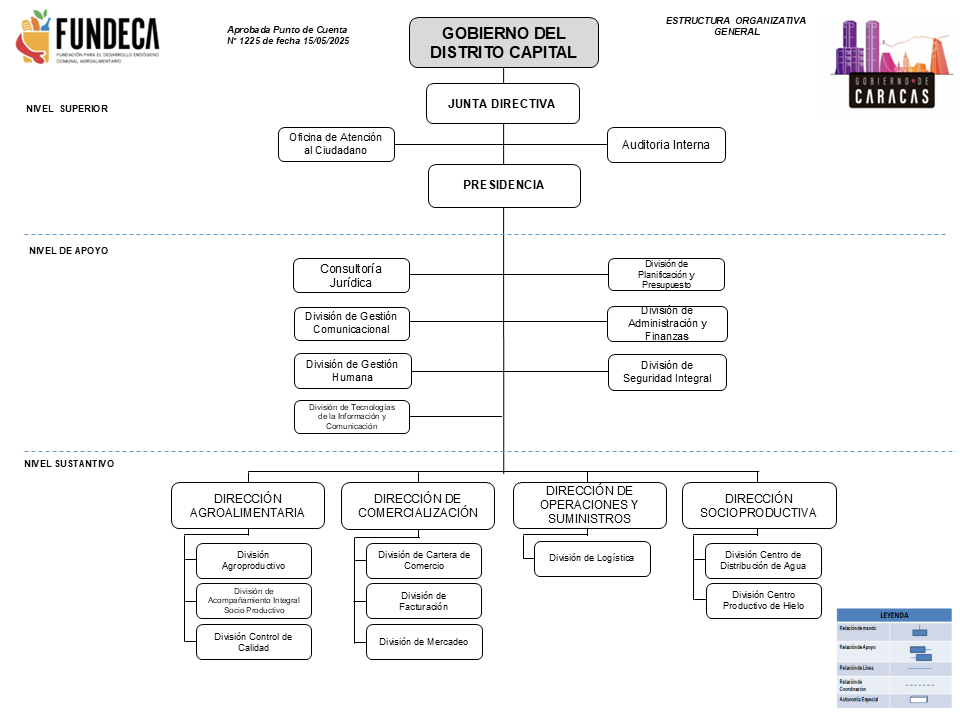 FUNDECA
FUNDACIÓN PARA EL DESARROLLO ENDÓGENO
COMUNAL AGROALIMENTARIO
Aprobada Punto de Cuenta
N° 1225 de fecha 15/05/2025
GOBIERNO DEL
DISTRITO CAPITAL
ESTRUCTURA ORGANIZATIVA
GENERAL
GOBIERNO DE
CARACAS
NIVEL SUPERIOR
JUNTA DIRECTIVA
Oficina de Atención
al Ciudadano
Auditoria Interna
PRESIDENCIA
NIVEL DE APOYO
Consultoría
Jurídica
División de
Planificación y
Presupuesto
División de Gestión
Comunicacional
División de
Administración y
Finanzas
División de Gestión
Humana
División de
Seguridad Integral
División de Tecnologías
de la Información y
Comunicación
NIVEL SUSTANTIVO
DIRECCIÓN
AGROALIMENTARIA
DIRECCIÓN DE
COMERCIALIZACIÓN
DIRECCIÓN DE
OPERACIONES Y
SUMINISTROS
DIRECCIÓN
SOCIOPRODUCTIVA
División
Agroproductivo
División de
Acompañamiento Integral
Socio Productivo
División Control de
Calidad
División de Cartera de
Comercio
División de
Facturación
División de Mercadeo
División de Logística
División Centro de
Distribución de Agua
División Centro
Productivo de Hielo
LEYENDA
Relación de mando
Relación de Apoyo
Relación de Línea
Relación de
Coordinación
Autonomía Especial